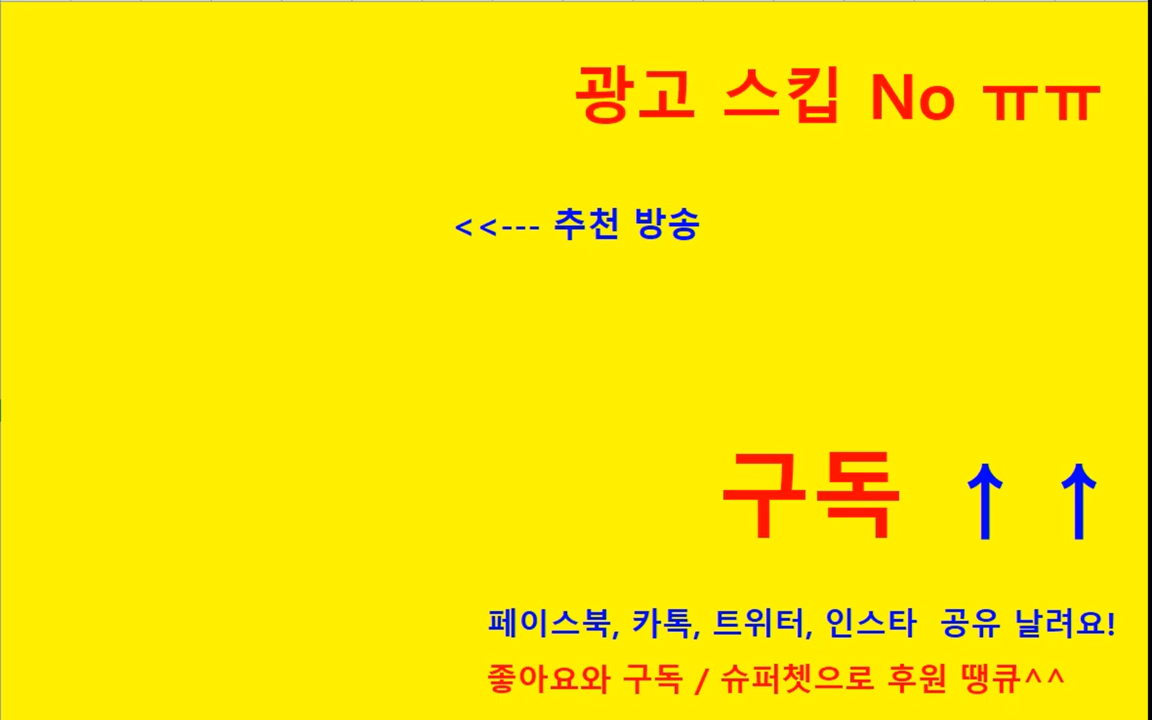 광고 스킵 No ㅠㅠ
<<--- 추천 방송
구독 ↑ ↑
페이스북, 카톡, 트위터, 인스타 공유 날려요!
좋아요와 구독 / 슈퍼쳇으로 후원 땡큐^^